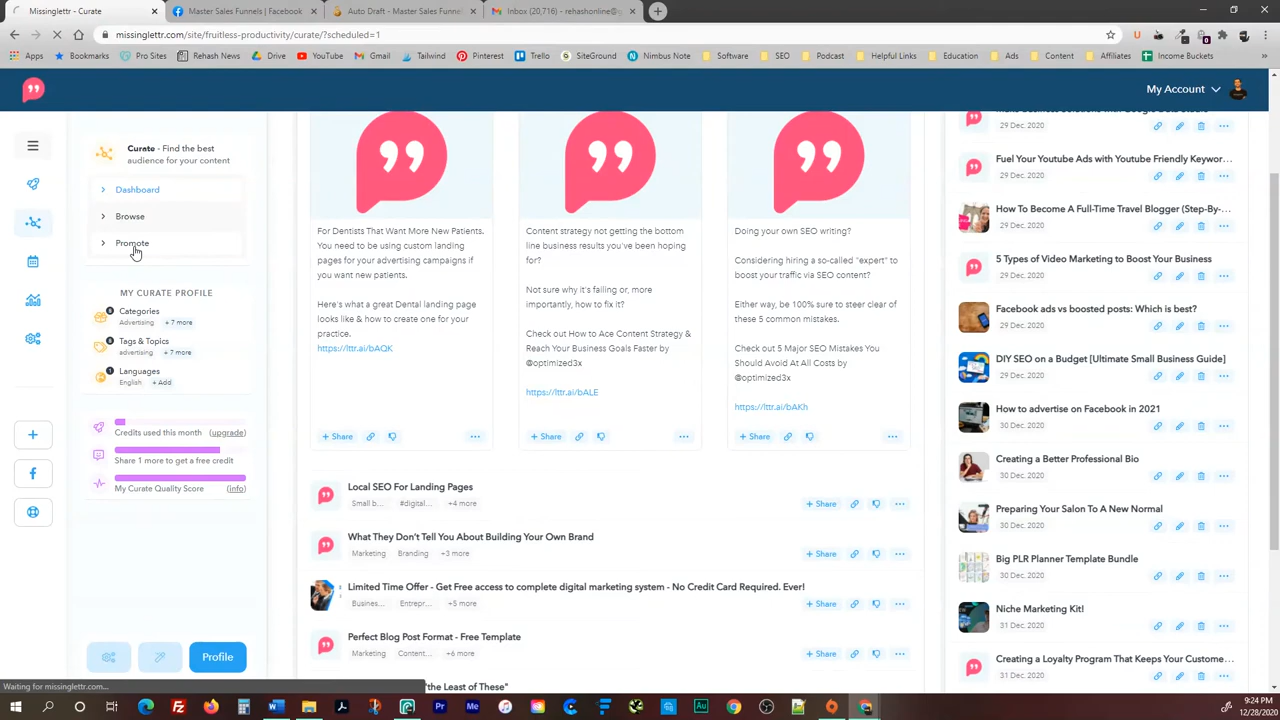 Missinglettr - Curate
Master Sales Funnels | Facebook
Auto Draft - Master Sales Funnels
Inbox (20,716) - rehashonline@g
missinglettr.com/site/fruitless-productivity/curate/?scheduled=1
Apps
Bookmarks
Pro Sites
Rehash News
Drive
Gmail
Tailwind
Pinterest
Trello
SiteGround
Nimbus Note
Software
SEO
Podcast
Helpful Links
Education
Ads
Content
Affiliates
Income Buckets
My Account
Curate - Find the best
audience for your content
Dashboard
Browse
Promote
MY CURATE PROFILE
Categories
Advertising + 7 more
Tags & Topics
advertising + 7 more
Languages
English + Add
Credits used this month (upgrade)
Share 1 more to get a free credit
My Curate Quality Score (info)
Profile
For Dentists That Want More New Patients.
You need to be using custom landing
pages for your advertising campaigns if
you want new patients.
Here's what a great Dental landing page
looks like & how to create one for your
practice.
https://lttr.ai/bAQK
+ Share
Content strategy not getting the bottom
line business results you've been hoping
for?
Not sure why it's failing or, more
importantly, how to fix it?
Check out How to Ace Content Strategy &
Reach Your Business Goals Faster by
@optimized3x
https://lttr.ai/bALE
+ Share
Doing your own SEO writing?
Considering hiring a so-called "expert" to
boost your traffic via SEO content?
Either way, be 100% sure to steer clear of
these 5 common mistakes.
Check out 5 Major SEO Mistakes You
Should Avoid At All Costs by
@optimized3x
https://lttr.ai/bAKh
+ Share
Local SEO For Landing Pages
Small b... #digital... +4 more
+ Share
What They Don't Tell You About Building Your Own Brand
Marketing Branding +3 more
+ Share
Limited Time Offer - Get Free access to complete digital marketing system - No Credit Card Required. Ever!
Busines... Entrepr... +5 more
+ Share
Perfect Blog Post Format - Free Template
Marketing Content... +6 more
+ Share
"the Least of These"
29 Dec. 2020
Fuel Your Youtube Ads with Youtube Friendly Keywor...
29 Dec. 2020
How To Become A Full-Time Travel Blogger (Step-By-...
29 Dec. 2020
5 Types of Video Marketing to Boost Your Business
29 Dec. 2020
Facebook ads vs boosted posts: Which is best?
29 Dec. 2020
DIY SEO on a Budget [Ultimate Small Business Guide]
29 Dec. 2020
How to advertise on Facebook in 2021
30 Dec. 2020
Creating a Better Professional Bio
30 Dec. 2020
Preparing Your Salon To A New Normal
30 Dec. 2020
Big PLR Planner Template Bundle
30 Dec. 2020
Niche Marketing Kit!
31 Dec. 2020
Creating a Loyalty Program That Keeps Your Custome...
31 Dec. 2020
Waiting for missinglettr.com...
9:24 PM
12/28/2020